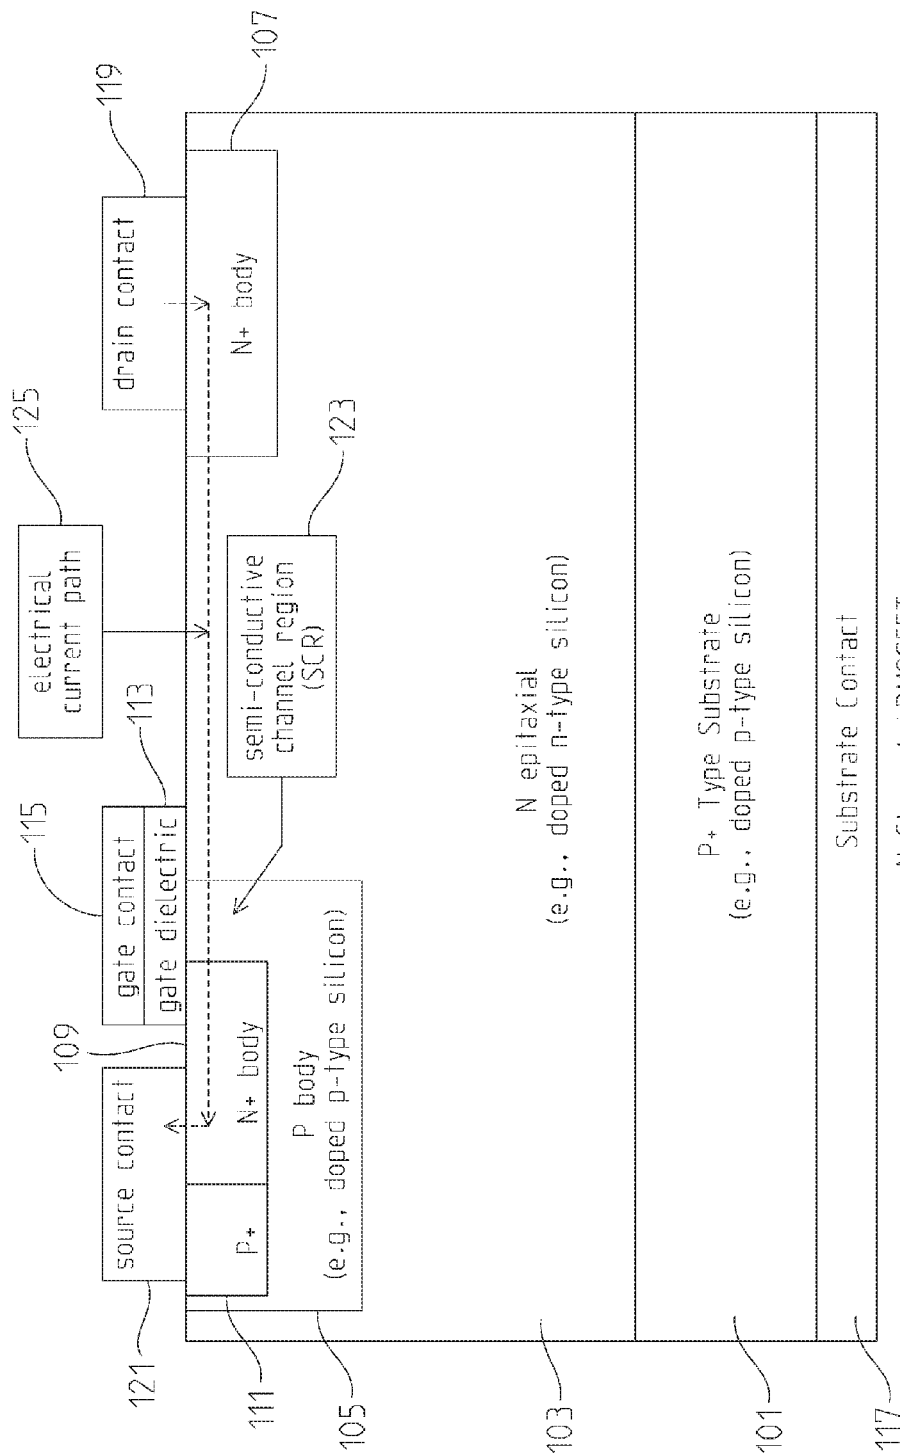 125
electrical
current path
119
drain contact
107
115
gate contact
113
gate dielectric
109
source contact
121
N+ body
semi-conductive
channel region
(SCR)
123
N+ body
P+
111
P body
(e.g., doped p-type silicon)
105
N epitaxial
(e.g., doped n-type silicon)
103
P+ Type Substrate
(e.g., doped p-type silicon)
101
Substrate Contact
117